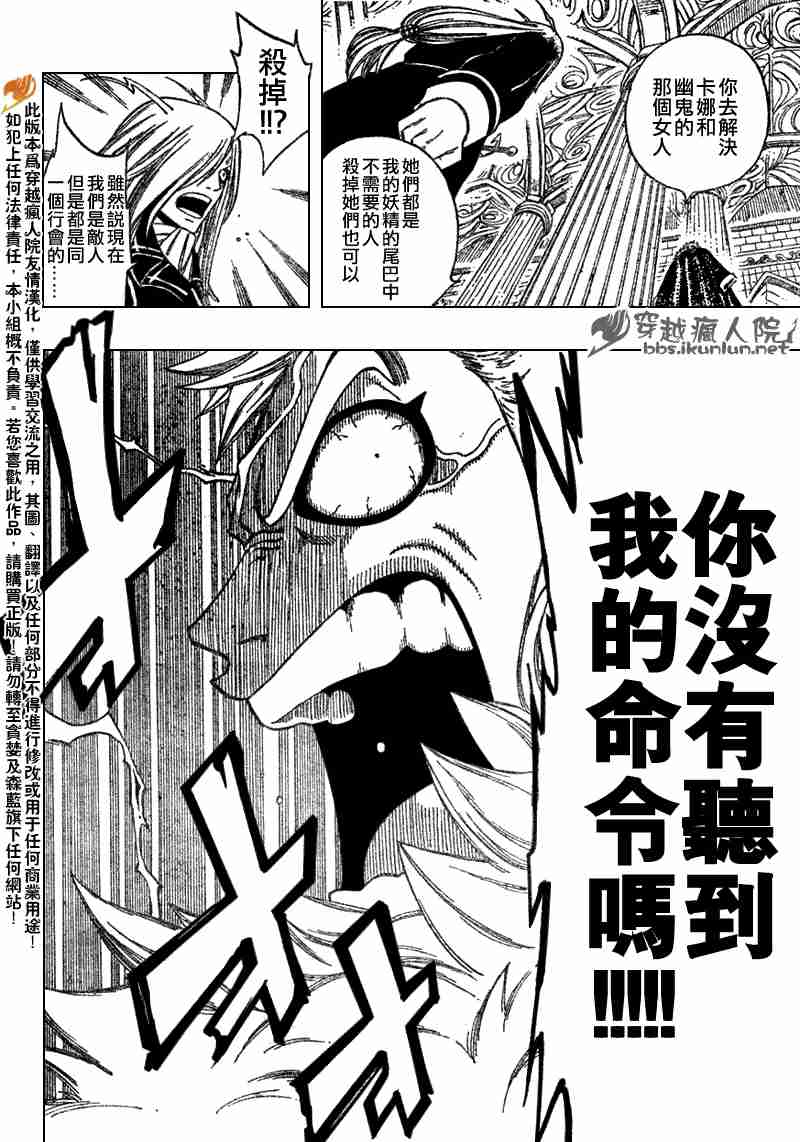 你去解決
卡娜和
幽鬼的
那個女人
她們都是
我的妖精的尾巴中
不需要的人
殺掉她們也可以
殺掉!!?
雖然説現在
我們是敵人
但是都是同
一個行會的……
穿越瘋人院
bbs.ikunlun.net
你沒有聽到
我的命令嗎!!!!!
此版本爲穿越瘋人院友情漢化，僅供學習交流之用，其圖、翻譯以及任何部分不得進行修改或用于任何商業用途！
如犯上任何法律責任，本小組概不負責。若您喜歡此作品，請購買正版！請勿轉至貪婪及森藍旗下任何網站！